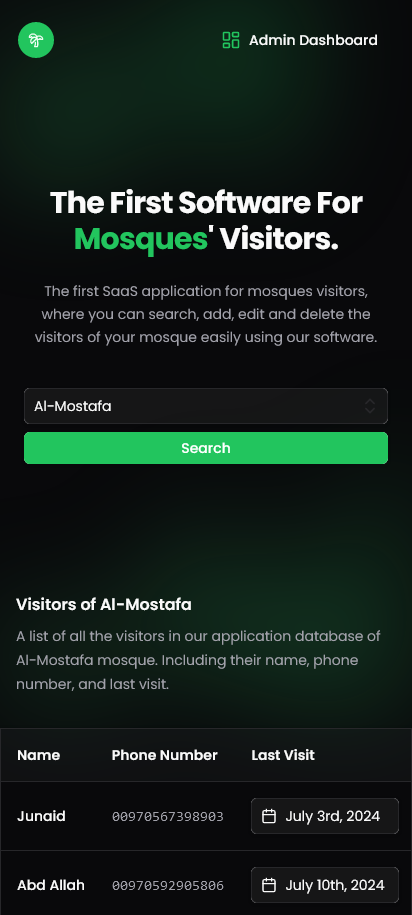 Admin Dashboard
The First Software For
Mosques' Visitors.
The first SaaS application for mosques visitors,
where you can search, add, edit and delete the
visitors of your mosque easily using our software.
Al-Mostafa
Search
Visitors of Al-Mostafa
A list of all the visitors in our application database of
Al-Mostafa mosque. Including their name, phone
number, and last visit.
Name Phone Number Last Visit
Junaid 00970567398903 July 3rd, 2024
Abd Allah 00970592905806 July 10th, 2024